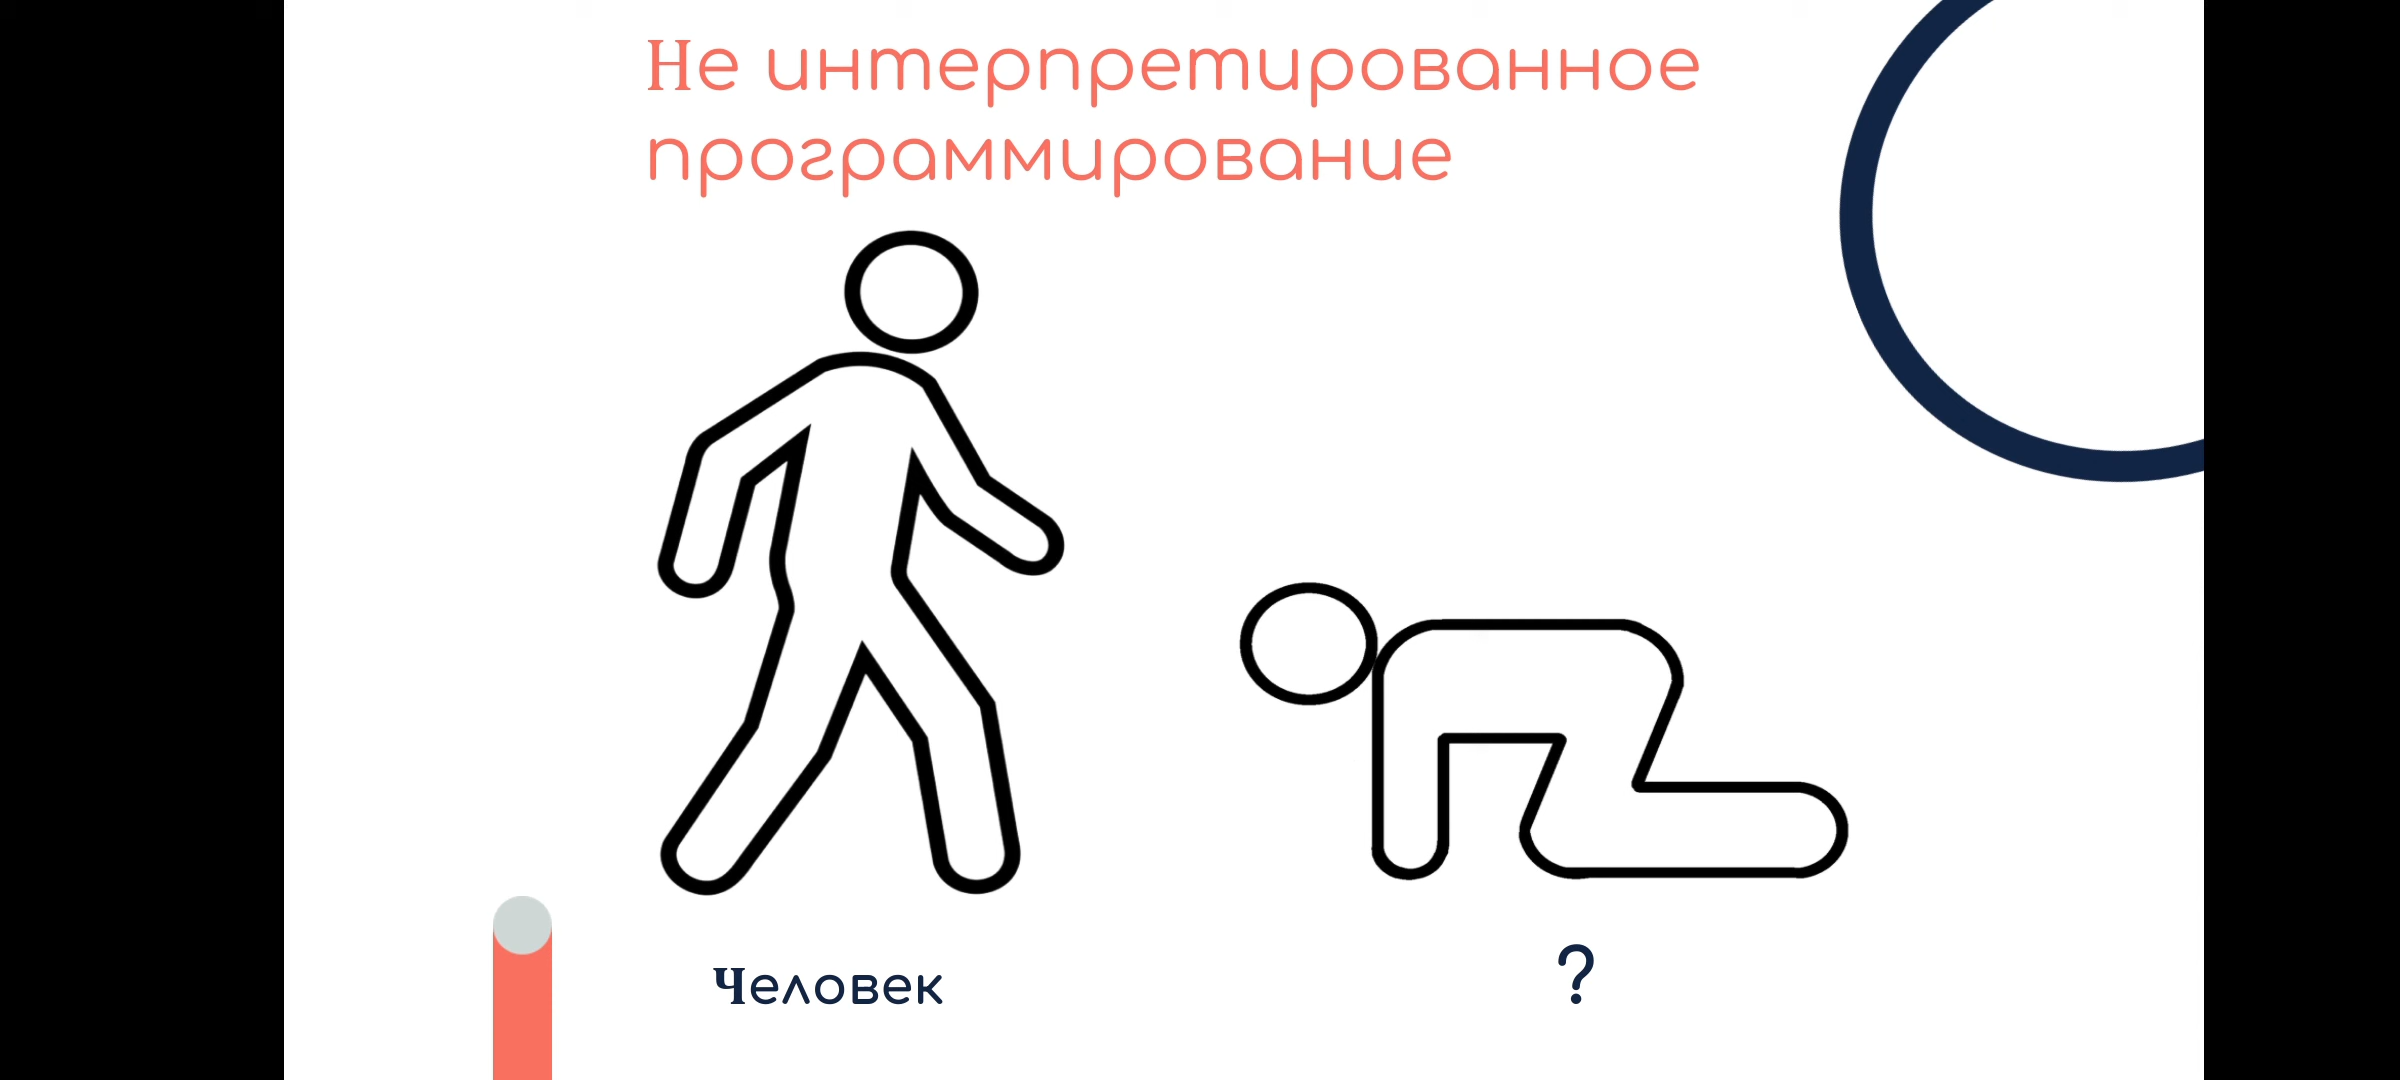 Не интерпретированное
программирование
Человек
?